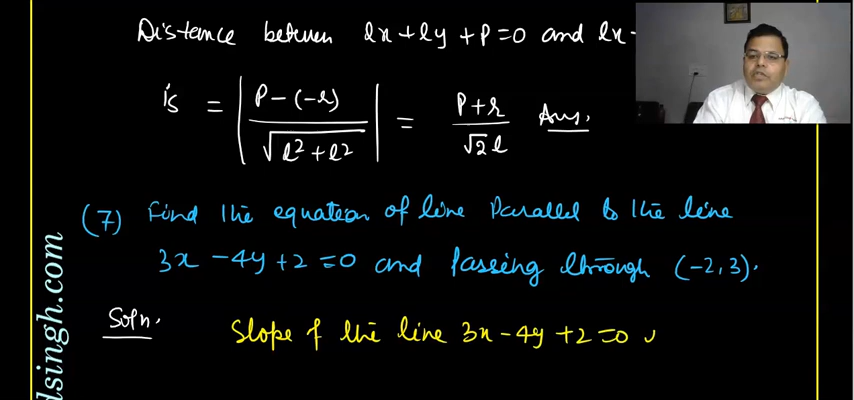 Distance between lx + ly + P = 0 and lx -
is = | P - (-r) / √l² + l² | = P + r / √2 l Ans.
(7) Find the equation of line Parallel to the line
3x - 4y + 2 = 0 and Passing through (-2, 3).
Soln. Slope of the line 3x - 4y + 2 = 0
dsingh.com